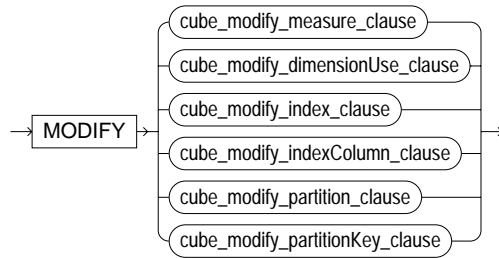 cube_modify_measure_clause
cube_modify_dimensionUse_clause
cube_modify_index_clause
MODIFY
cube_modify_indexColumn_clause
cube_modify_partition_clause
cube_modify_partitionKey_clause